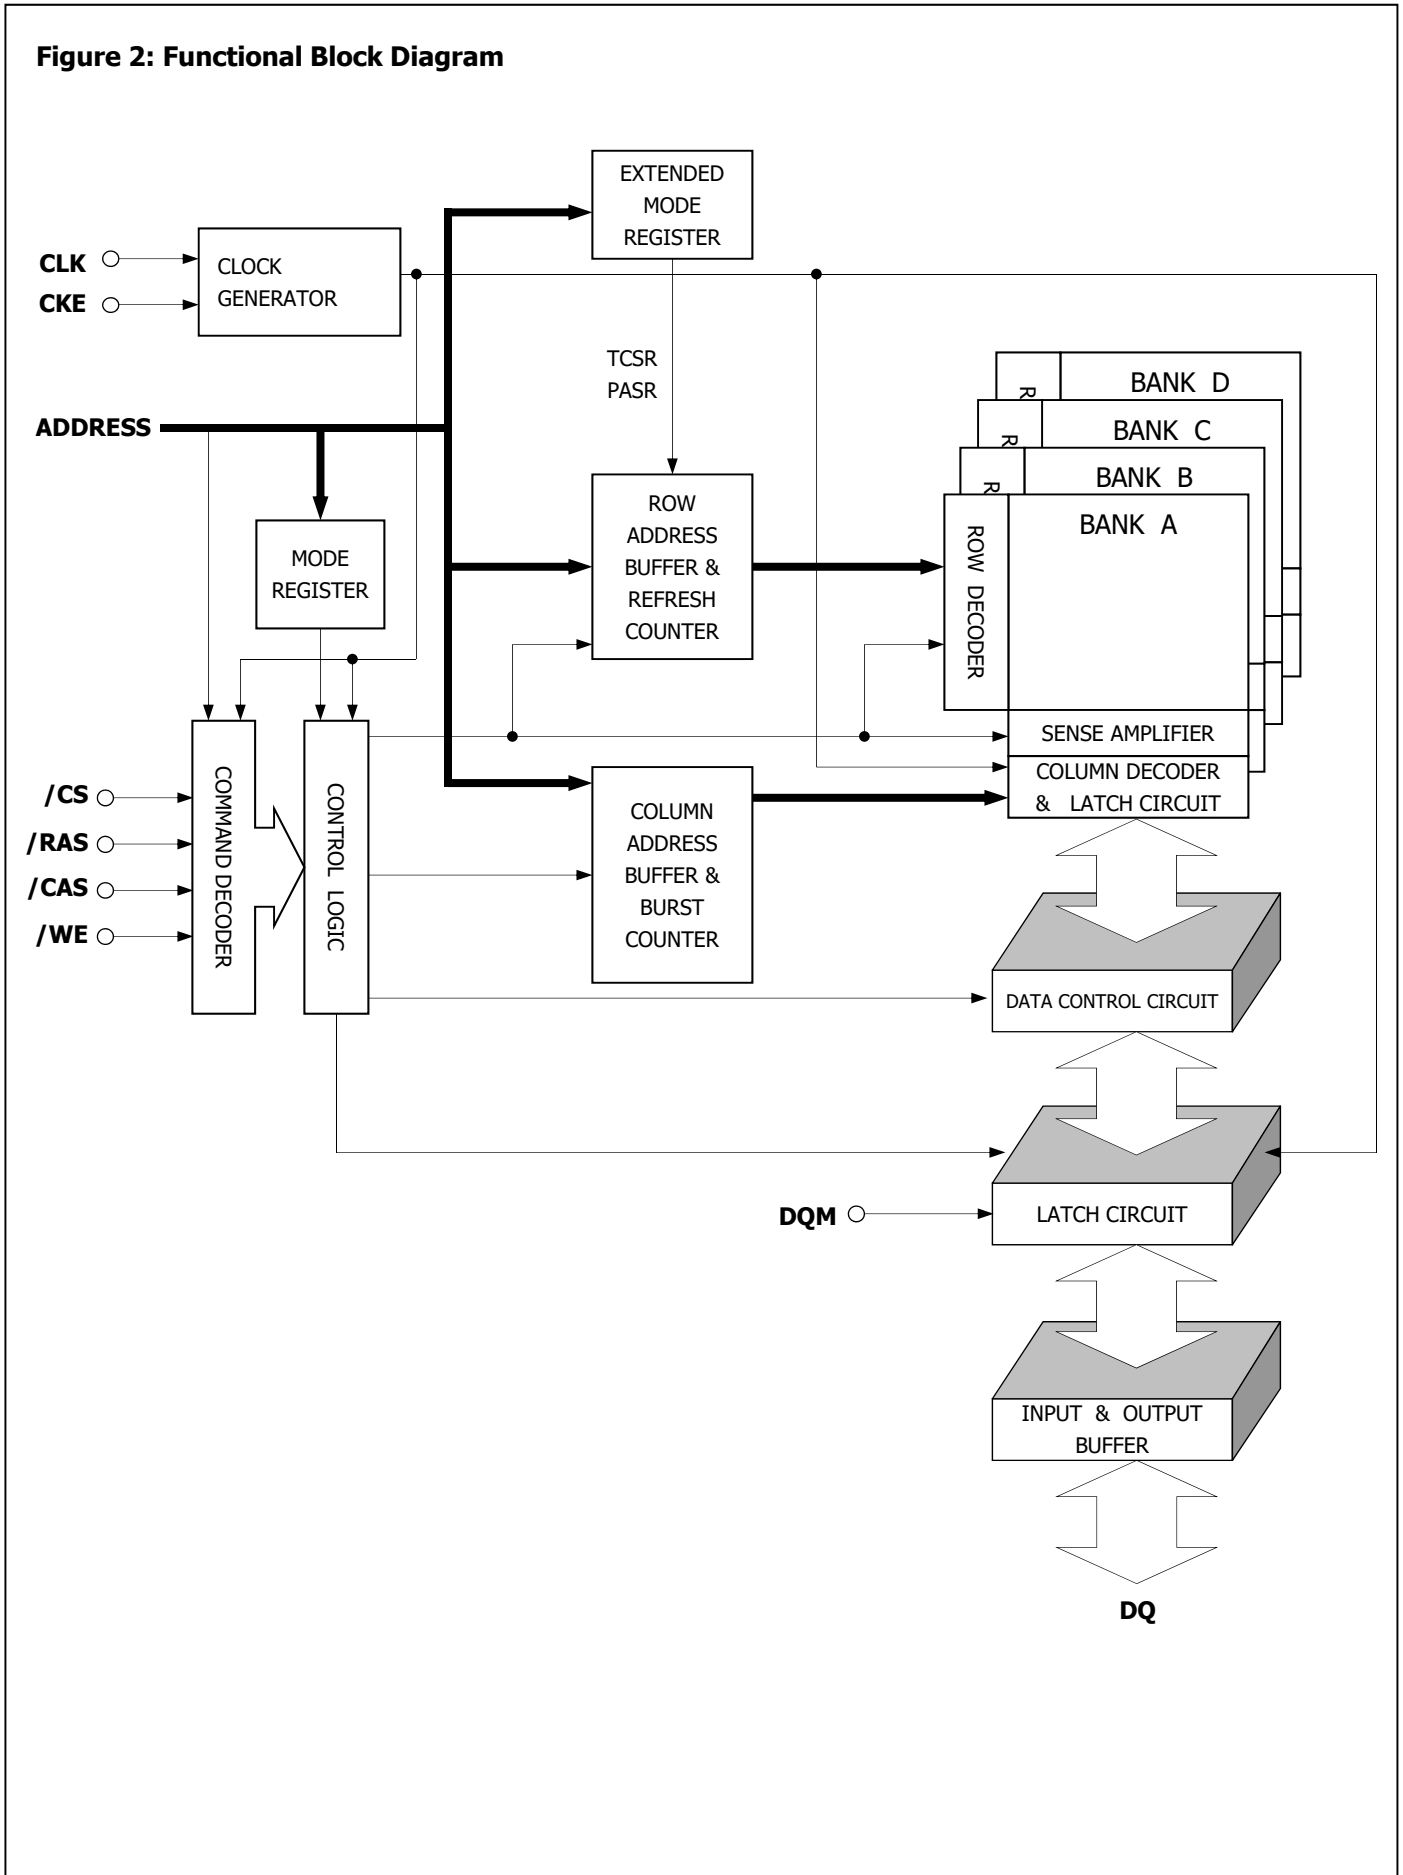 Figure 2: Functional Block Diagram
EXTENDED
MODE
REGISTER
CLK
CKE
CLOCK
GENERATOR
TCSR
PASR
ADDRESS
R
BANK D
R
BANK C
R
BANK B
BANK A
ROW DECODER
ROW
ADDRESS
BUFFER &
REFRESH
COUNTER
MODE
REGISTER
SENSE AMPLIFIER
COLUMN DECODER
& LATCH CIRCUIT
/CS
/RAS
/CAS
/WE
COMMAND DECODER
CONTROL LOGIC
COLUMN
ADDRESS
BUFFER &
BURST
COUNTER
DATA CONTROL CIRCUIT
DQM
LATCH CIRCUIT
INPUT & OUTPUT
BUFFER
DQ